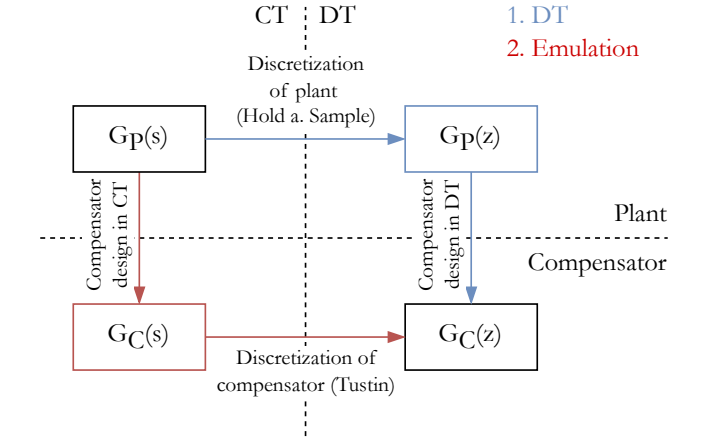 CT DT
1. DT
2. Emulation
Discretization
of plant
(Hold a. Sample)
GP(s)
GP(z)
Compensator
design in CT
Compensator
design in DT
Plant
Compensator
GC(s)
GC(z)
Discretization of
compensator (Tustin)